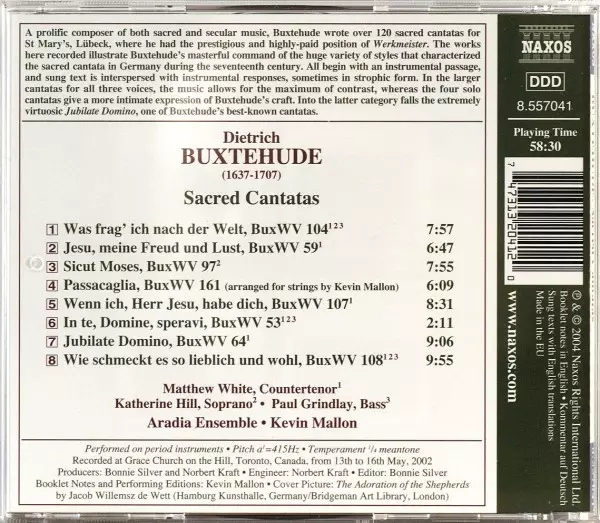 A prolific composer of both sacred and secular music, Buxtehude wrote over 120 sacred cantatas for
St Mary's, Lübeck, where he had the prestigious and highly-paid position of Werkmeister. The works
here recorded illustrate Buxtehude's masterful command of the huge variety of styles that characterized
the sacred cantata in Germany during the seventeenth century. All begin with an instrumental passage,
and sung text is interspersed with instrumental responses, sometimes in strophic form. In the larger
cantatas for all three voices, the music allows for the maximum of contrast, whereas the four solo
cantatas give a more intimate expression of Buxtehude's craft. Into the latter category falls the extremely
virtuosic Jubilate Domino, one of Buxtehude's best-known cantatas.
Dietrich
BUXTEHUDE
(1637-1707)
Sacred Cantatas
1 Was frag' ich nach der Welt, BuxWV 104¹²³ 7:57
2 Jesu, meine Freud und Lust, BuxWV 59¹ 6:47
3 Sicut Moses, BuxWV 97² 7:55
4 Passacaglia, BuxWV 161 (arranged for strings by Kevin Mallon) 6:09
5 Wenn ich, Herr Jesu, habe dich, BuxWV 107¹ 8:31
6 In te, Domine, speravi, BuxWV 53¹²³ 2:11
7 Jubilate Domino, BuxWV 64¹ 9:06
8 Wie schmeckt es so lieblich und wohl, BuxWV 108¹²³ 9:55
Matthew White, Countertenor¹
Katherine Hill, Soprano² • Paul Grindlay, Bass³
Aradia Ensemble • Kevin Mallon
Performed on period instruments • Pitch a'=415Hz • Temperament ¼ meantone
Recorded at Grace Church on the Hill, Toronto, Canada, from 13th to 16th May, 2002
Producers: Bonnie Silver and Norbert Kraft • Engineer: Norbert Kraft • Editor: Bonnie Silver
Booklet Notes and Performing Editions: Kevin Mallon • Cover Picture: The Adoration of the Shepherds
by Jacob Willemsz de Wett (Hamburg Kunsthalle, Germany/Bridgeman Art Library, London)
NAXOS
DDD
8.557041
Playing Time
58:30
7 47313 20412 0
℗ & © 2004 Naxos Rights International Ltd.
Booklet notes in English • Kommentar auf Deutsch
Sung texts with English translations
Made in the EU
www.naxos.com